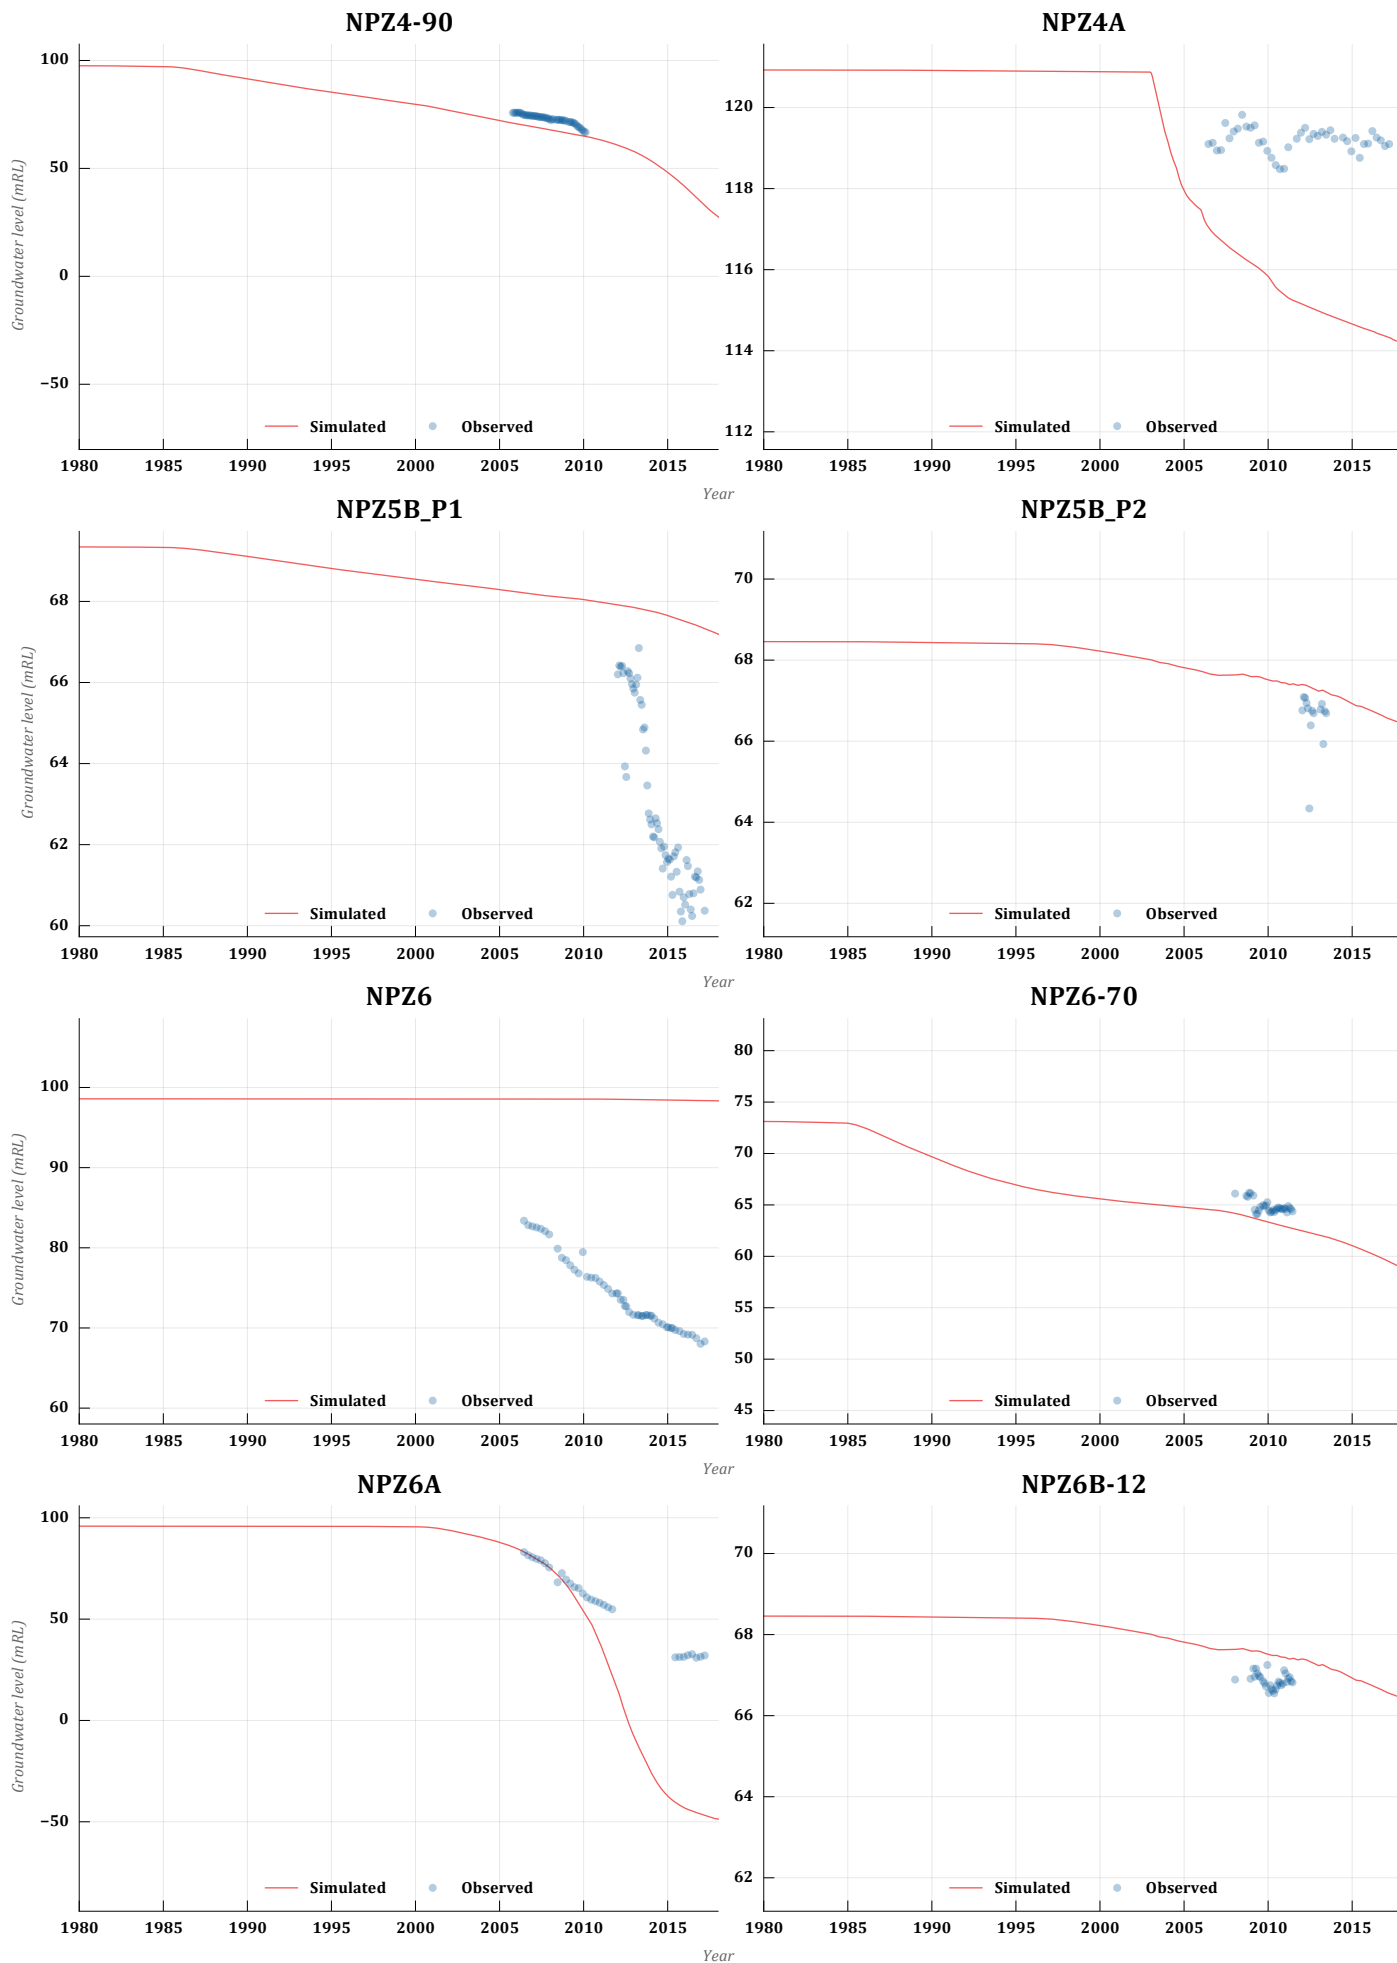 NPZ4-90
NPZ4A
Groundwater level (mRL)
100
50
0
−50
Simulated Observed
1980 1985 1990 1995 2000 2005 2010 2015
120
118
116
114
112
Simulated Observed
1980 1985 1990 1995 2000 2005 2010 2015
Year
NPZ5B_P1
NPZ5B_P2
Groundwater level (mRL)
68
66
64
62
60
Simulated Observed
1980 1985 1990 1995 2000 2005 2010 2015
70
68
66
64
62
Simulated Observed
1980 1985 1990 1995 2000 2005 2010 2015
Year
NPZ6
NPZ6-70
Groundwater level (mRL)
100
90
80
70
60
Simulated Observed
1980 1985 1990 1995 2000 2005 2010 2015
80
75
70
65
60
55
50
45
Simulated Observed
1980 1985 1990 1995 2000 2005 2010 2015
Year
NPZ6A
NPZ6B-12
Groundwater level (mRL)
100
50
0
−50
Simulated Observed
1980 1985 1990 1995 2000 2005 2010 2015
70
68
66
64
62
Simulated Observed
1980 1985 1990 1995 2000 2005 2010 2015
Year